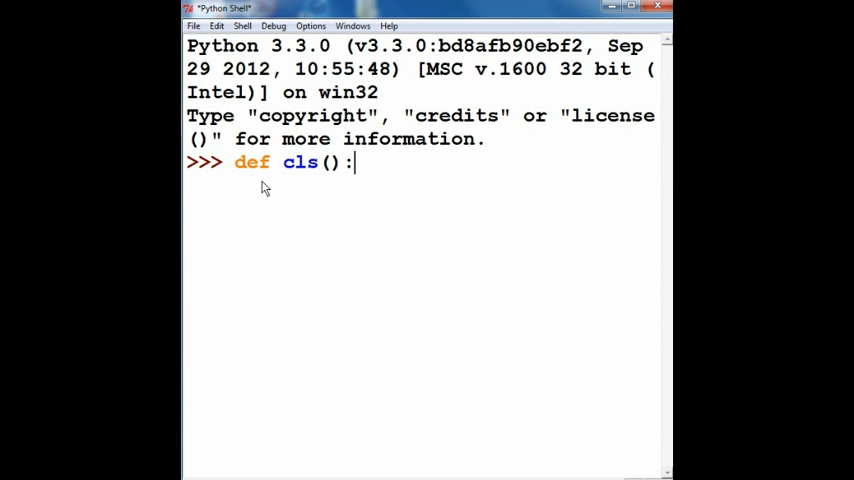 *Python Shell*
File Edit Shell Debug Options Windows Help
Python 3.3.0 (v3.3.0:bd8afb90ebf2, Sep
29 2012, 10:55:48) [MSC v.1600 32 bit (
Intel)] on win32
Type "copyright", "credits" or "license
()" for more information.
>>> def cls():